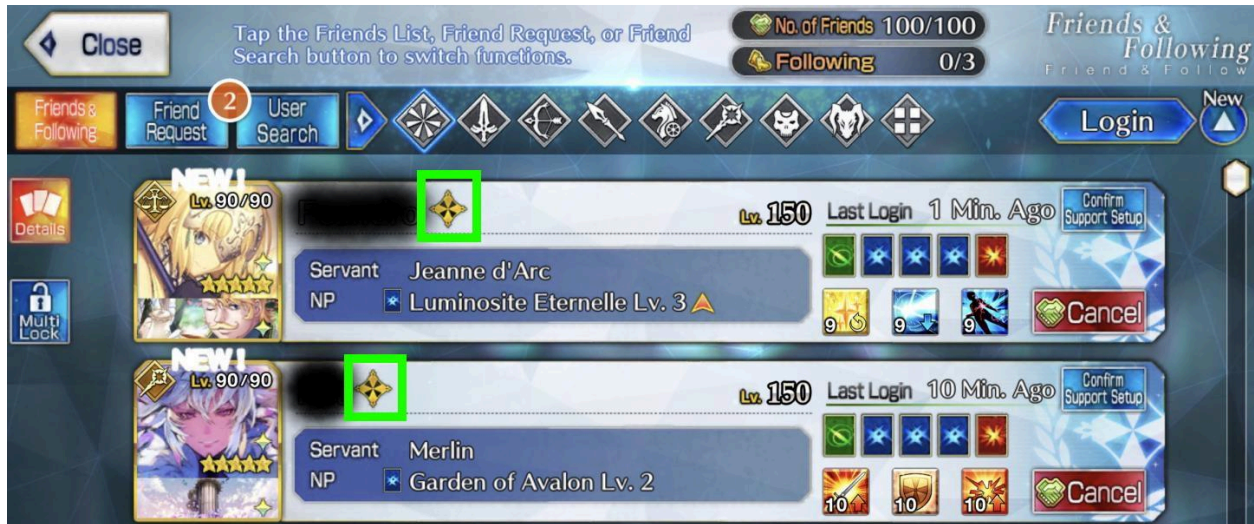 Close
Tap the Friends List, Friend Request, or Friend
Search button to switch functions.
No. of Friends 100/100
Following 0/3
Friends &
Following
Friend & Follow
Friends &
Following
Friend
Request
2
User
Search
Login
New
Details
Multi
Lock
NEW!
Lv. 90/90
Lv. 150
Last Login 1 Min. Ago
Confirm
Support Setup
Servant Jeanne d'Arc
NP Luminosite Eternelle Lv. 3
9 9 9
Cancel
NEW!
Lv. 90/90
Lv. 150
Last Login 10 Min. Ago
Confirm
Support Setup
Servant Merlin
NP Garden of Avalon Lv. 2
10 10 10
Cancel